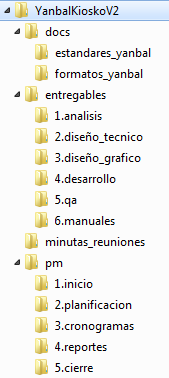 YanbalKioskoV2
docs
estandares_yanbal
formatos_yanbal
entregables
1.analisis
2.diseño_tecnico
3.diseño_grafico
4.desarrollo
5.qa
6.manuales
minutas_reuniones
pm
1.inicio
2.planificacion
3.cronogramas
4.reportes
5.cierre